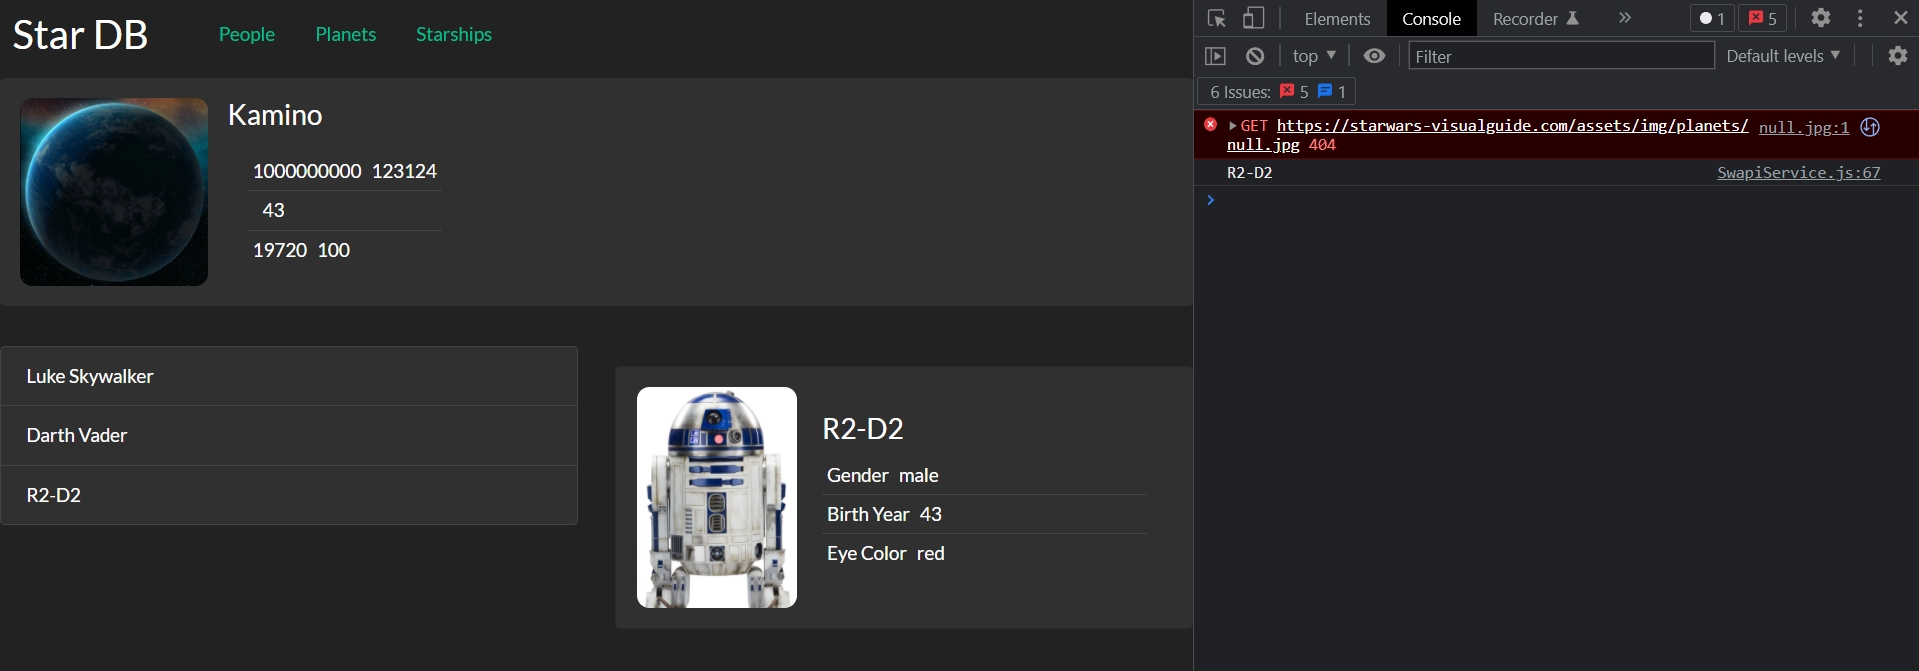 Star DB
People Planets Starships
Kamino
1000000000 123124
43
19720 100
Luke Skywalker
Darth Vader
R2-D2
R2-D2
Gender male
Birth Year 43
Eye Color red
Elements Console Recorder 1 5
top Filter Default levels
6 Issues: 5 1
GET https://starwars-visualguide.com/assets/img/planets/ null.jpg:1
null.jpg 404
R2-D2 SwapiService.js:67